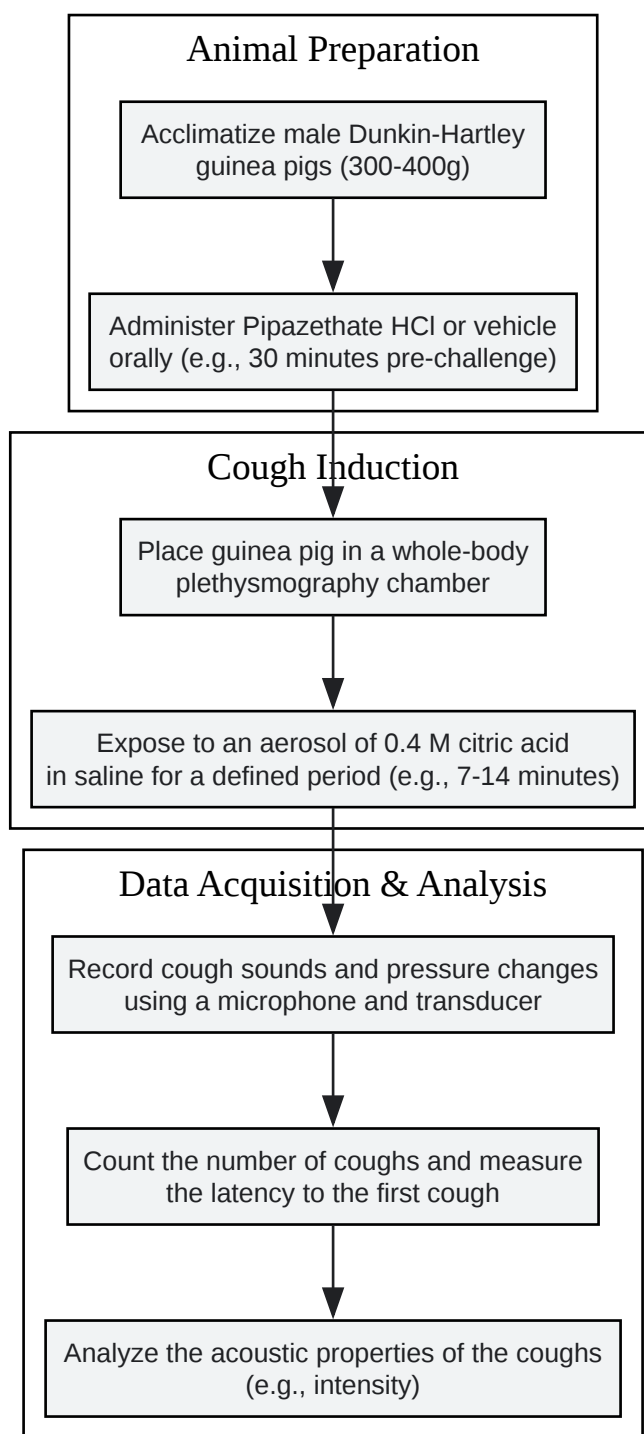 Animal Preparation
Acclimatize male Dunkin-Hartley
guinea pigs (300-400g)
Administer Pipazethate HCl or vehicle
orally (e.g., 30 minutes pre-challenge)
Cough Induction
Place guinea pig in a whole-body
plethysmography chamber
Expose to an aerosol of 0.4 M citric acid
in saline for a defined period (e.g., 7-14 minutes)
Data Acquisition & Analysis
Record cough sounds and pressure changes
using a microphone and transducer
Count the number of coughs and measure
the latency to the first cough
Analyze the acoustic properties of the coughs
(e.g., intensity)